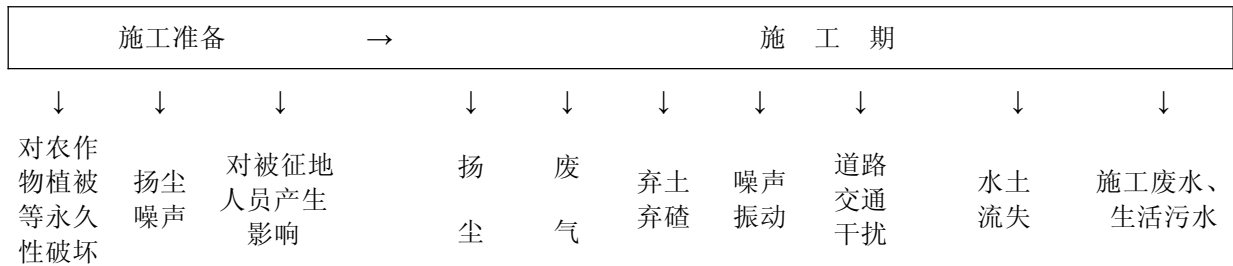 施工准备 → 施 工 期
↓ ↓ ↓ ↓ ↓ ↓ ↓ ↓ ↓ ↓
对农作
物植被
等永久
性破坏
扬尘
噪声
对被征地
人员产生
影响
扬
尘
废
气
弃土
弃碴
噪声
振动
道路
交通
干扰
水土
流失
施工废水、
生活污水